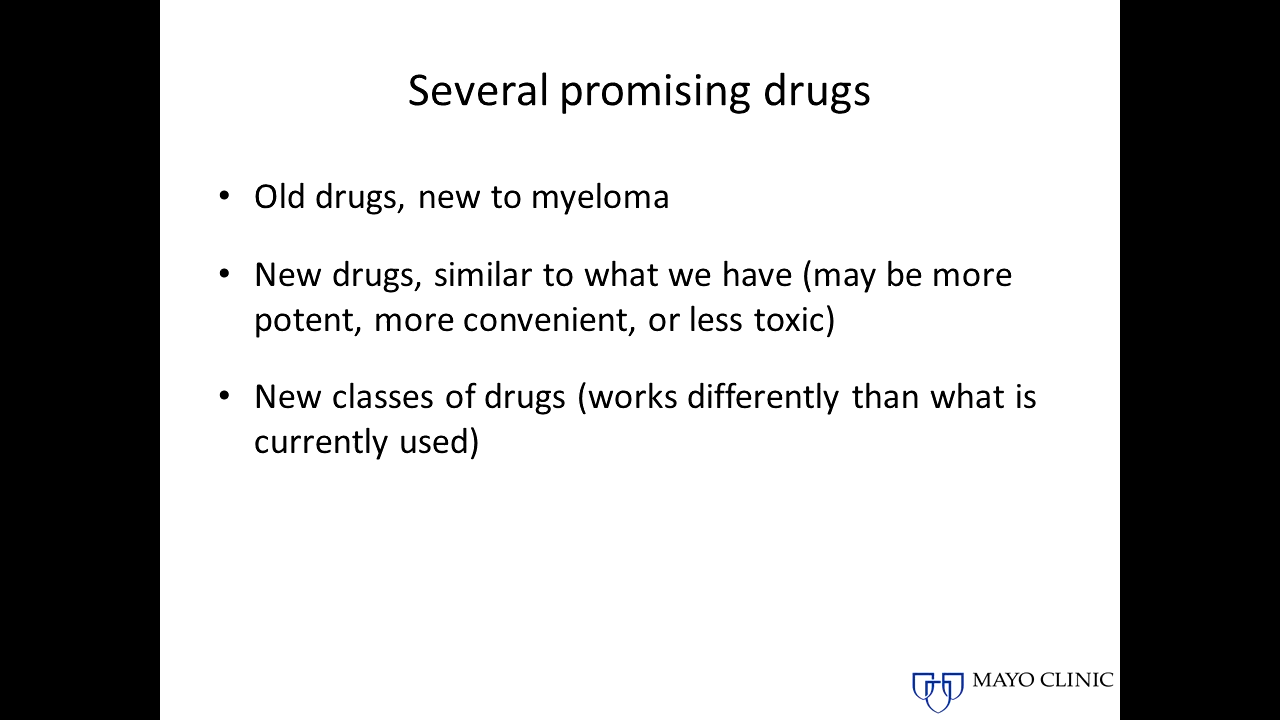 Several promising drugs
• Old drugs, new to myeloma
• New drugs, similar to what we have (may be more
potent, more convenient, or less toxic)
• New classes of drugs (works differently than what is
currently used)
MAYO CLINIC